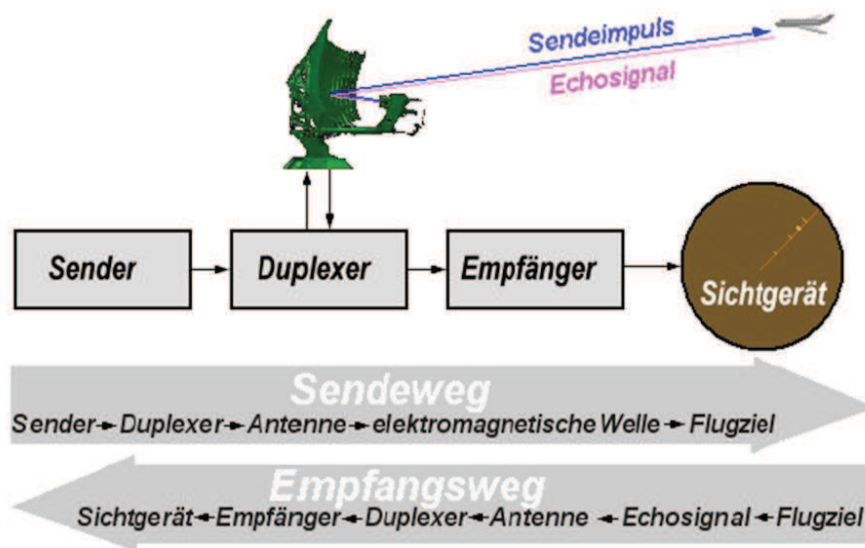 Sendeimpuls
Echosignal
Sender
Duplexer
Empfänger
Sichtgerät
Sendeweg
Sender→Duplexer→Antenne→elektromagnetische Welle→Flugziel
Empfangsweg
Sichtgerät←Empfänger←Duplexer←Antenne ←Echosignal←Flugziel